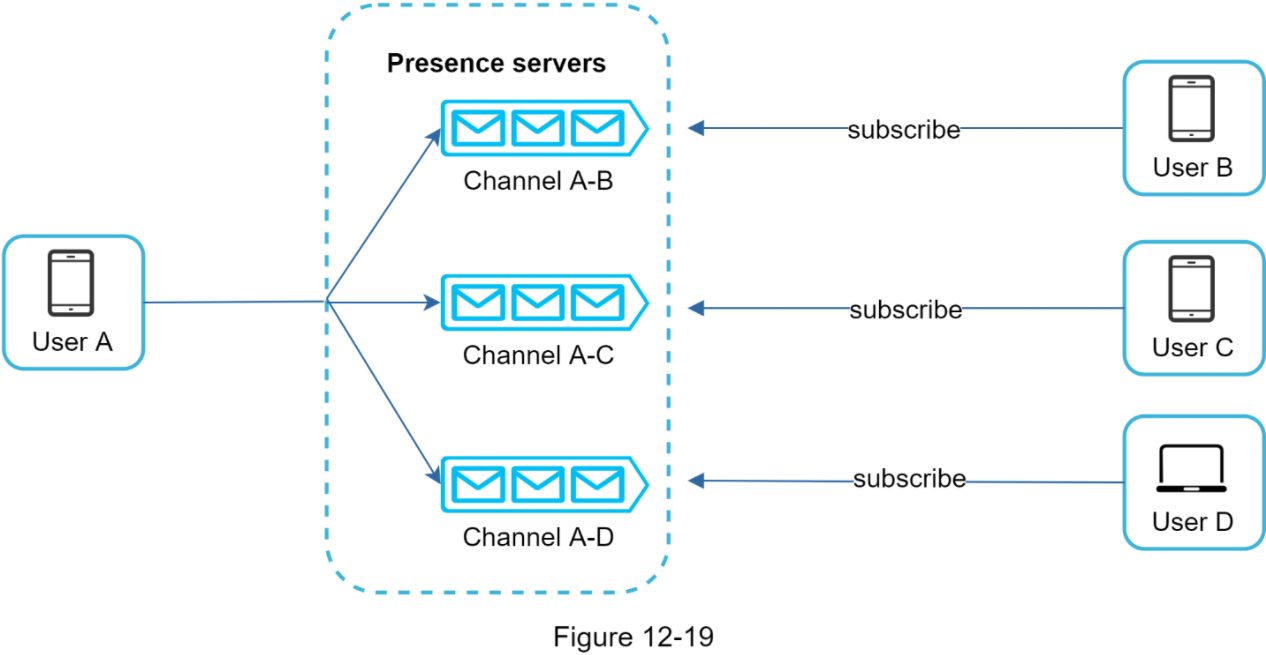 Presence servers
Channel A-B
subscribe
User B
User A
Channel A-C
subscribe
User C
Channel A-D
subscribe
User D
Figure 12-19